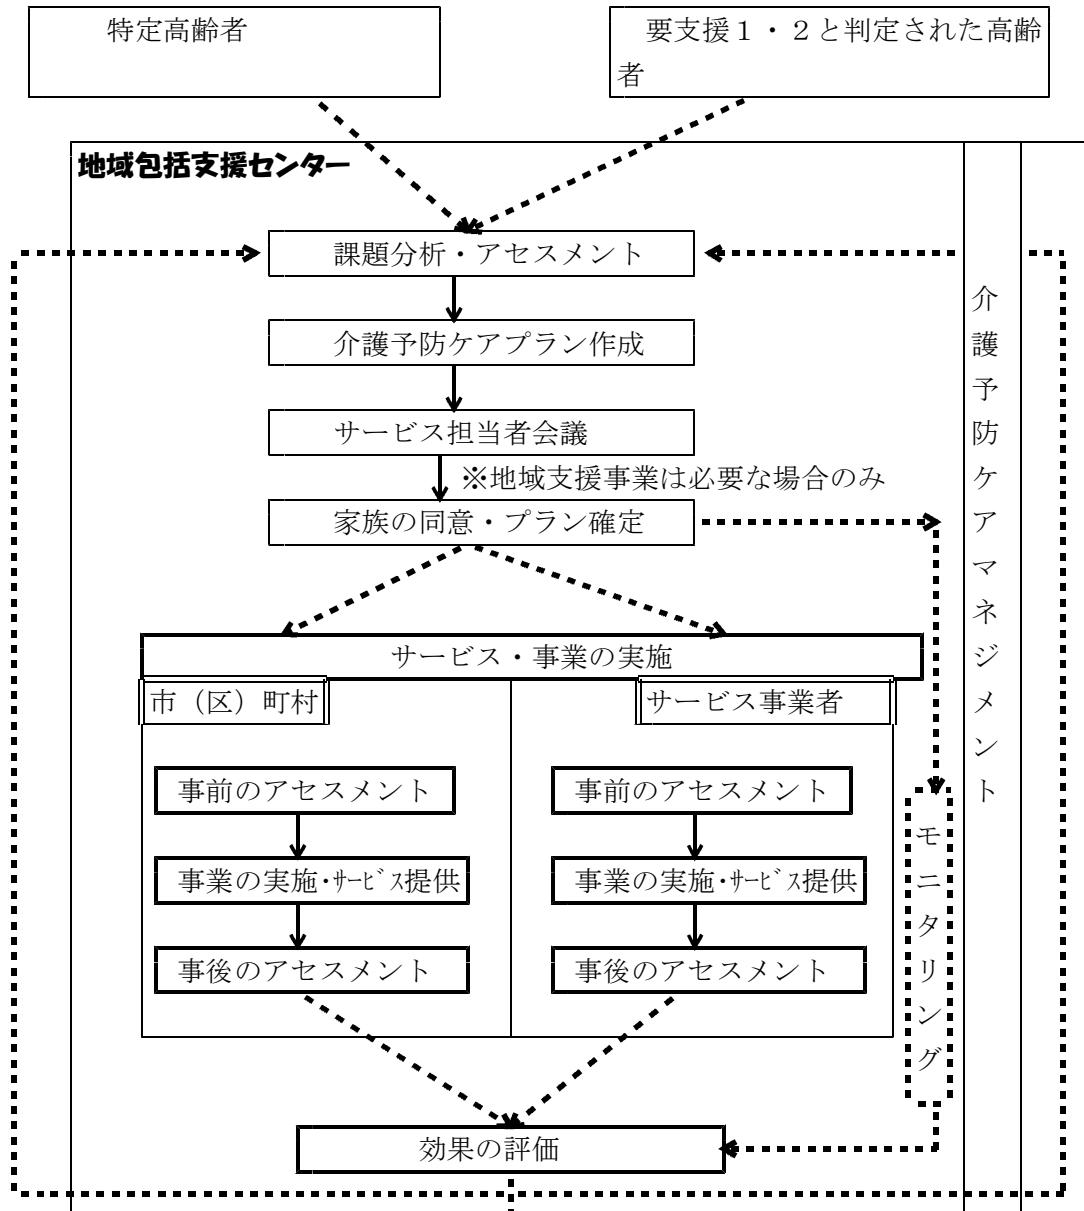 特定高齢者
要支援１・２と判定された高齢
者
地域包括支援センター
課題分析・アセスメント
介護予防ケアプラン作成
サービス担当者会議
※地域支援事業は必要な場合のみ
家族の同意・プラン確定
サービス・事業の実施
市（区）町村
サービス事業者
事前のアセスメント
事前のアセスメント
事業の実施・ｻｰﾋﾞｽ提供
事業の実施・ｻｰﾋﾞｽ提供
事後のアセスメント
事後のアセスメント
効果の評価
モニタリング
介護予防ケアマネジメント